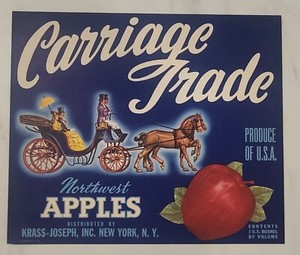 Carriage
Trade
PRODUCE
OF U.S.A.
Northwest
APPLES
DISTRIBUTED BY
KRASS-JOSEPH, INC. NEW YORK, N. Y.
CONTENTS
1 U.S. BUSHEL
BY VOLUME